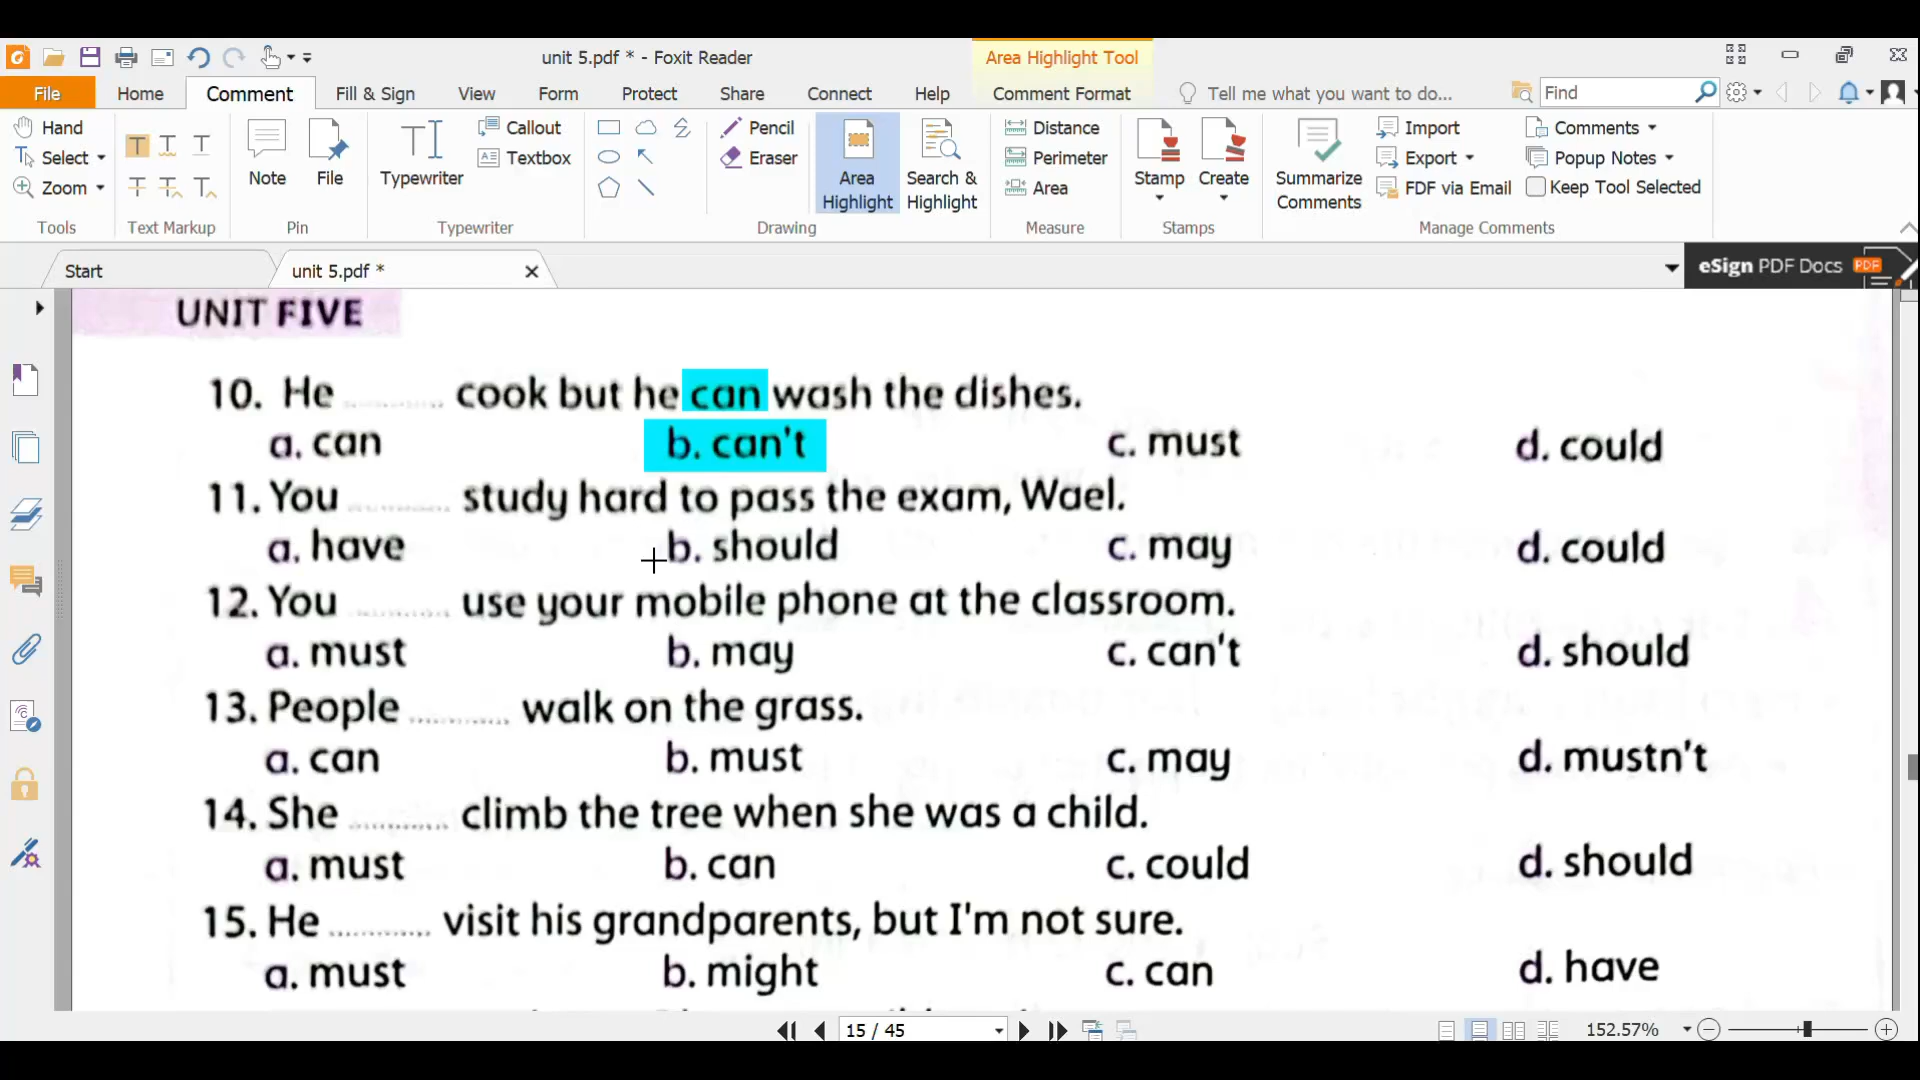 unit 5.pdf * - Foxit Reader
Area Highlight Tool
File Home Comment Fill & Sign View Form Protect Share Connect Help Comment Format Tell me what you want to do... Find
Hand
Select
Zoom
Tools
Text Markup
Note
File
Pin
Typewriter
Callout
Textbox
Typewriter
Pencil
Eraser
Area Highlight
Search & Highlight
Drawing
Distance
Perimeter
Area
Measure
Stamp
Create
Stamps
Summarize Comments
Import
Export
FDF via Email
Comments
Popup Notes
Keep Tool Selected
Manage Comments
Start
unit 5.pdf *
eSign PDF Docs PDF
UNIT FIVE
10. He .......... cook but he can wash the dishes.
a. can b. can't c. must d. could
11. You .......... study hard to pass the exam, Wael.
a. have b. should c. may d. could
12. You .......... use your mobile phone at the classroom.
a. must b. may c. can't d. should
13. People .......... walk on the grass.
a. can b. must c. may d. mustn't
14. She .......... climb the tree when she was a child.
a. must b. can c. could d. should
15. He .......... visit his grandparents, but I'm not sure.
a. must b. might c. can d. have
15 / 45
152.57%